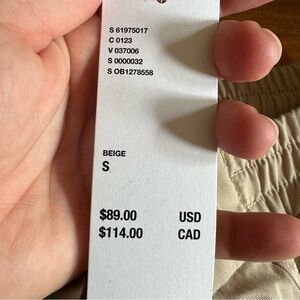 S 61975017
C 0123
V 037006
S 0000032
S OB1278558
BEIGE
S
$89.00 USD
$114.00 CAD